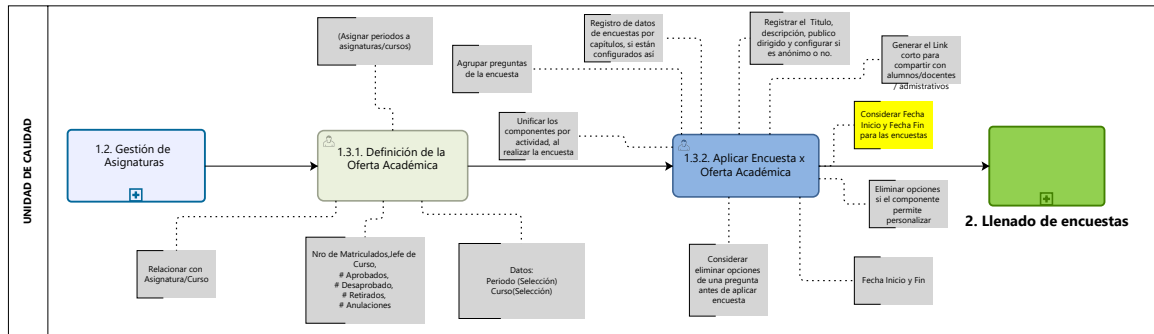 UNIDAD DE CALIDAD
1.2. Gestión de
Asignaturas
(Asignar periodos a
asignaturas/cursos)
1.3.1. Definición de la
Oferta Académica
Relacionar con
Asignatura/Curso
Nro de Matriculados,Jefe de
Curso,
# Aprobados,
# Desaprobado,
# Retirados,
# Anulaciones
Datos:
Periodo (Selección)
Curso(Selección)
Agrupar preguntas
de la encuesta
Registro de datos
de encuestas por
capítulos, si están
configurados así
Unificar los
componentes por
actividad, al
realizar la encuesta
Registrar el  Titulo,
descripción, publico
dirigido y configurar si
es anónimo o no.
Generar el Link
corto para
compartir con
alumnos/docentes
/ admistrativos
1.3.2. Aplicar Encuesta x
Oferta Académica
Considerar Fecha
Inicio y Fecha Fin
para las encuestas
Eliminar opciones
si el componente
permite
personalizar
Considerar
eliminar opciones
de una pregunta
antes de aplicar
encuesta
Fecha Inicio y Fin
2. Llenado de encuestas